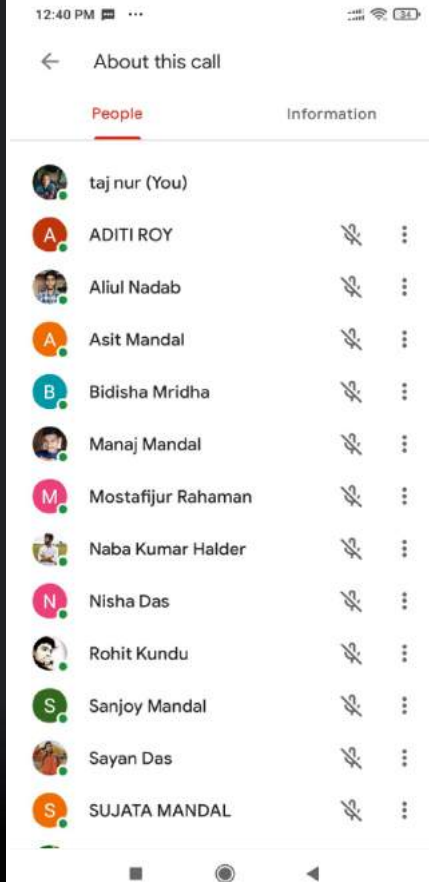 12:40 PM ... 34
About this call
People Information
taj nur (You)
A ADITI ROY
Aliul Nadab
A Asit Mandal
B Bidisha Mridha
Manaj Mandal
M Mostafijur Rahaman
Naba Kumar Halder
N Nisha Das
Rohit Kundu
S Sanjoy Mandal
Sayan Das
S SUJATA MANDAL